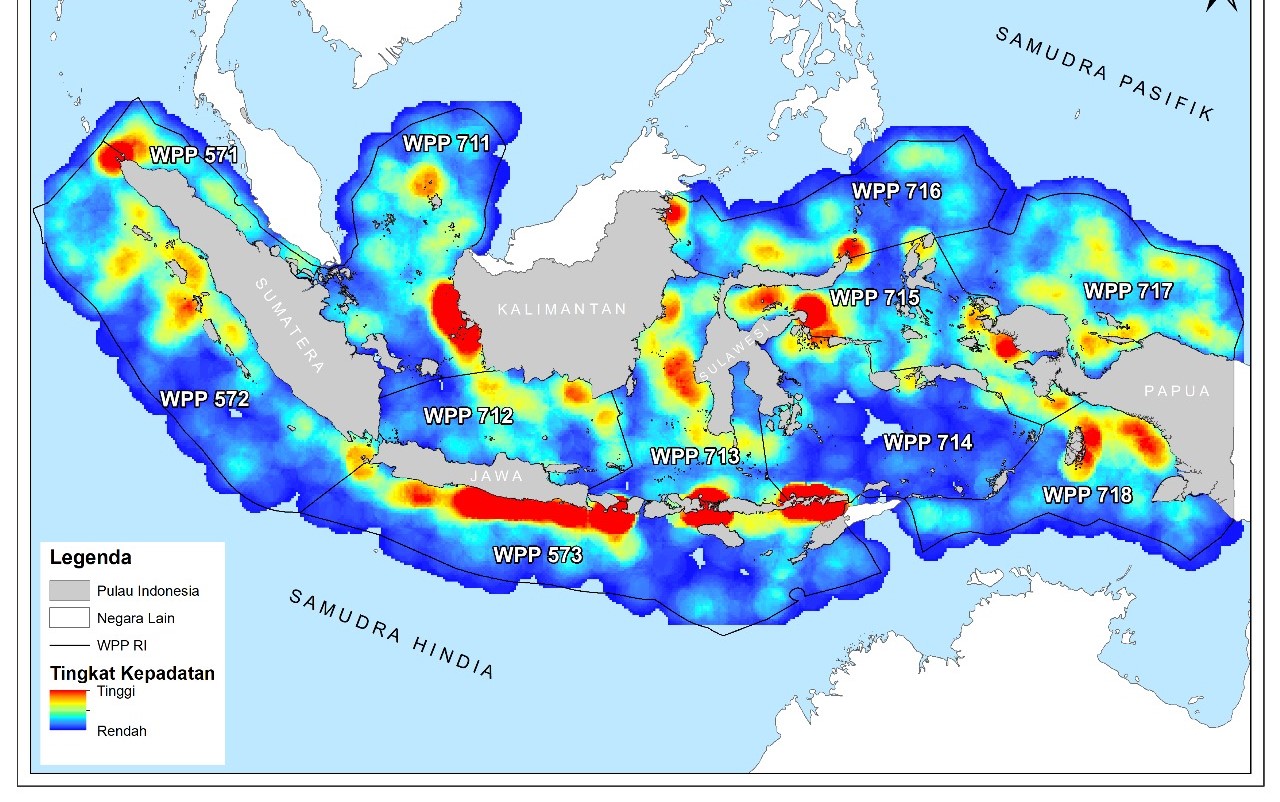 SAMUDRA PASIFIK
WPP 711
WPP 571
WPP 716
WPP 717
WPP 715
KALIMANTAN
SUMATERA
SULAWESI
PAPUA
WPP 572
WPP 712
WPP 714
WPP 713
JAWA
WPP 718
WPP 573
SAMUDRA HINDIA
Legenda
Pulau Indonesia
Negara Lain
WPP RI
Tingkat Kepadatan
Tinggi
Rendah